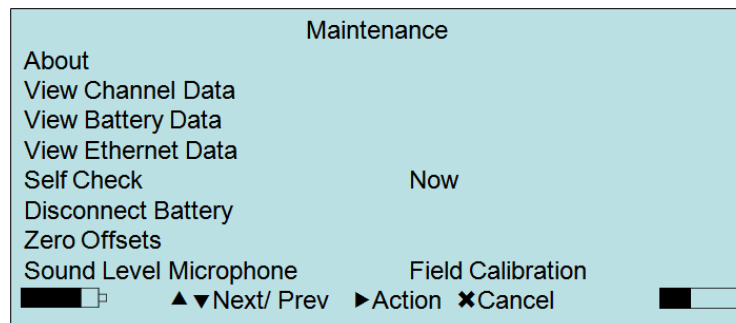 Maintenance
About
View Channel Data
View Battery Data
View Ethernet Data
Self Check Now
Disconnect Battery
Zero Offsets
Sound Level Microphone Field Calibration
▲▼Next/ Prev ►Action ✖Cancel